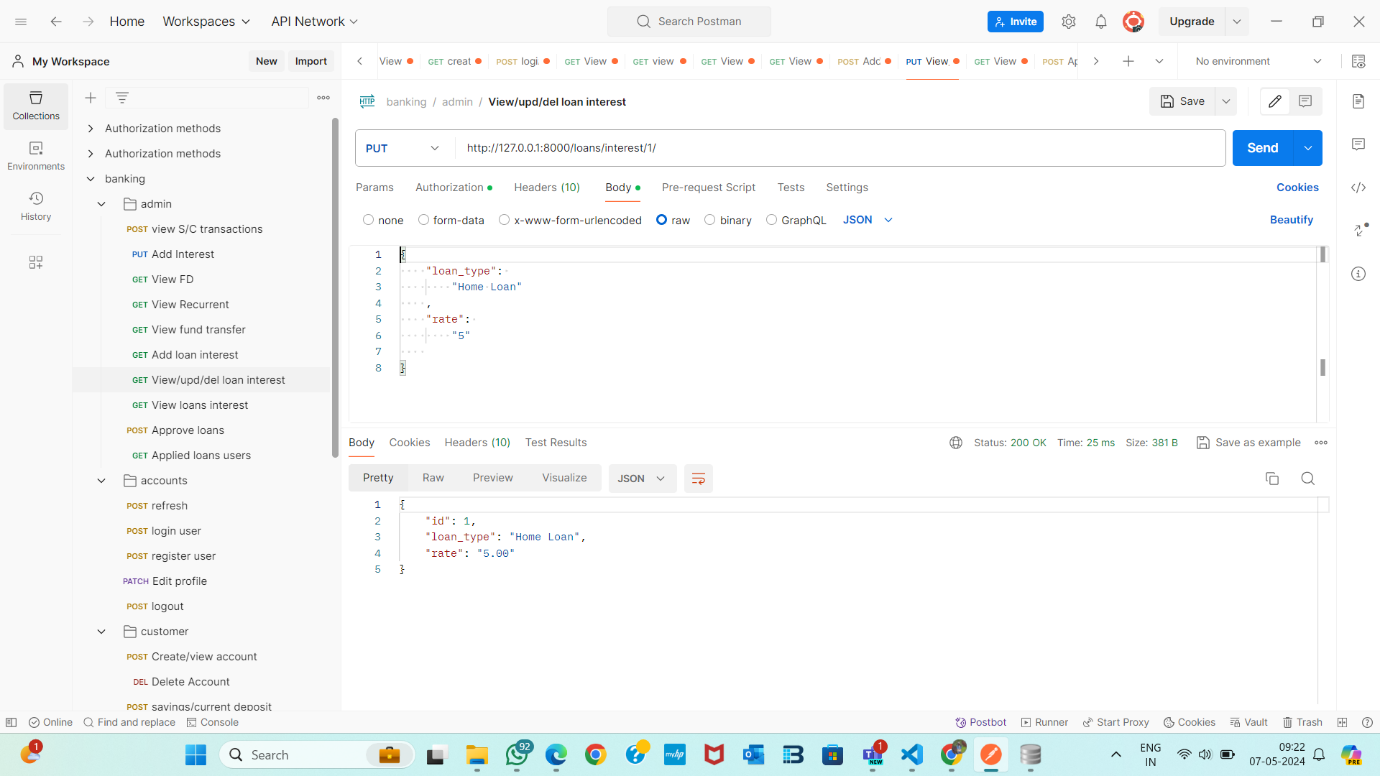 Home
Workspaces
API Network
Search Postman
Invite
Upgrade
My Workspace
New
Import
View
GET creat
POST logi
GET View
GET view
GET View
GET View
POST Adc
PUT View,
GET View
POST Ap
No environment
Collections
Environments
History
Authorization methods
Authorization methods
banking
admin
POST view S/C transactions
PUT Add Interest
GET View FD
GET View Recurrent
GET View fund transfer
GET Add loan interest
GET View/upd/del loan interest
GET View loans interest
POST Approve loans
GET Applied loans users
accounts
POST refresh
POST login user
POST register user
PATCH Edit profile
POST logout
customer
POST Create/view account
DEL Delete Account
POST savings/current deposit
HTTP
banking / admin / View/upd/del loan interest
Save
PUT
http://127.0.0.1:8000/loans/interest/1/
Send
Params
Authorization
Headers (10)
Body
Pre-request Script
Tests
Settings
Cookies
none
form-data
x-www-form-urlencoded
raw
binary
GraphQL
JSON
Beautify
1 {
2 "loan_type":
3 "Home Loan"
4 ,
5 "rate":
6 "5"
7
8 }
Body
Cookies
Headers (10)
Test Results
Status: 200 OK
Time: 25 ms
Size: 381 B
Save as example
Pretty
Raw
Preview
Visualize
JSON
1 {
2 "id": 1,
3 "loan_type": "Home Loan",
4 "rate": "5.00"
5 }
Online
Find and replace
Console
Postbot
Runner
Start Proxy
Cookies
Vault
Trash
1
Search
92
myhp
1
NEW
ENG
IN
09:22
07-05-2024
PRE